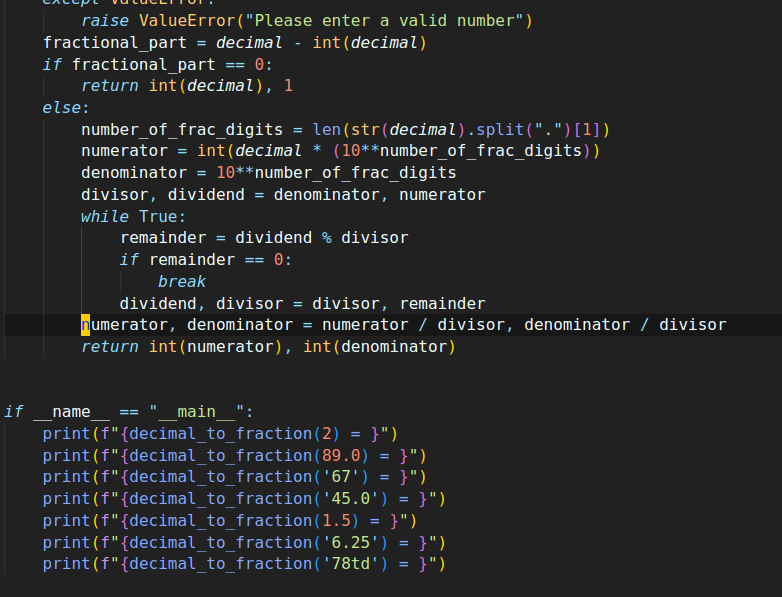 except ValueError:
raise ValueError("Please enter a valid number")
fractional_part = decimal - int(decimal)
if fractional_part == 0:
return int(decimal), 1
else:
number_of_frac_digits = len(str(decimal).split(".")[1])
numerator = int(decimal * (10**number_of_frac_digits))
denominator = 10**number_of_frac_digits
divisor, dividend = denominator, numerator
while True:
remainder = dividend % divisor
if remainder == 0:
break
dividend, divisor = divisor, remainder
numerator, denominator = numerator / divisor, denominator / divisor
return int(numerator), int(denominator)
if __name__ == "__main__":
print(f"{decimal_to_fraction(2) = }")
print(f"{decimal_to_fraction(89.0) = }")
print(f"{decimal_to_fraction('67') = }")
print(f"{decimal_to_fraction('45.0') = }")
print(f"{decimal_to_fraction(1.5) = }")
print(f"{decimal_to_fraction('6.25') = }")
print(f"{decimal_to_fraction('78td') = }")